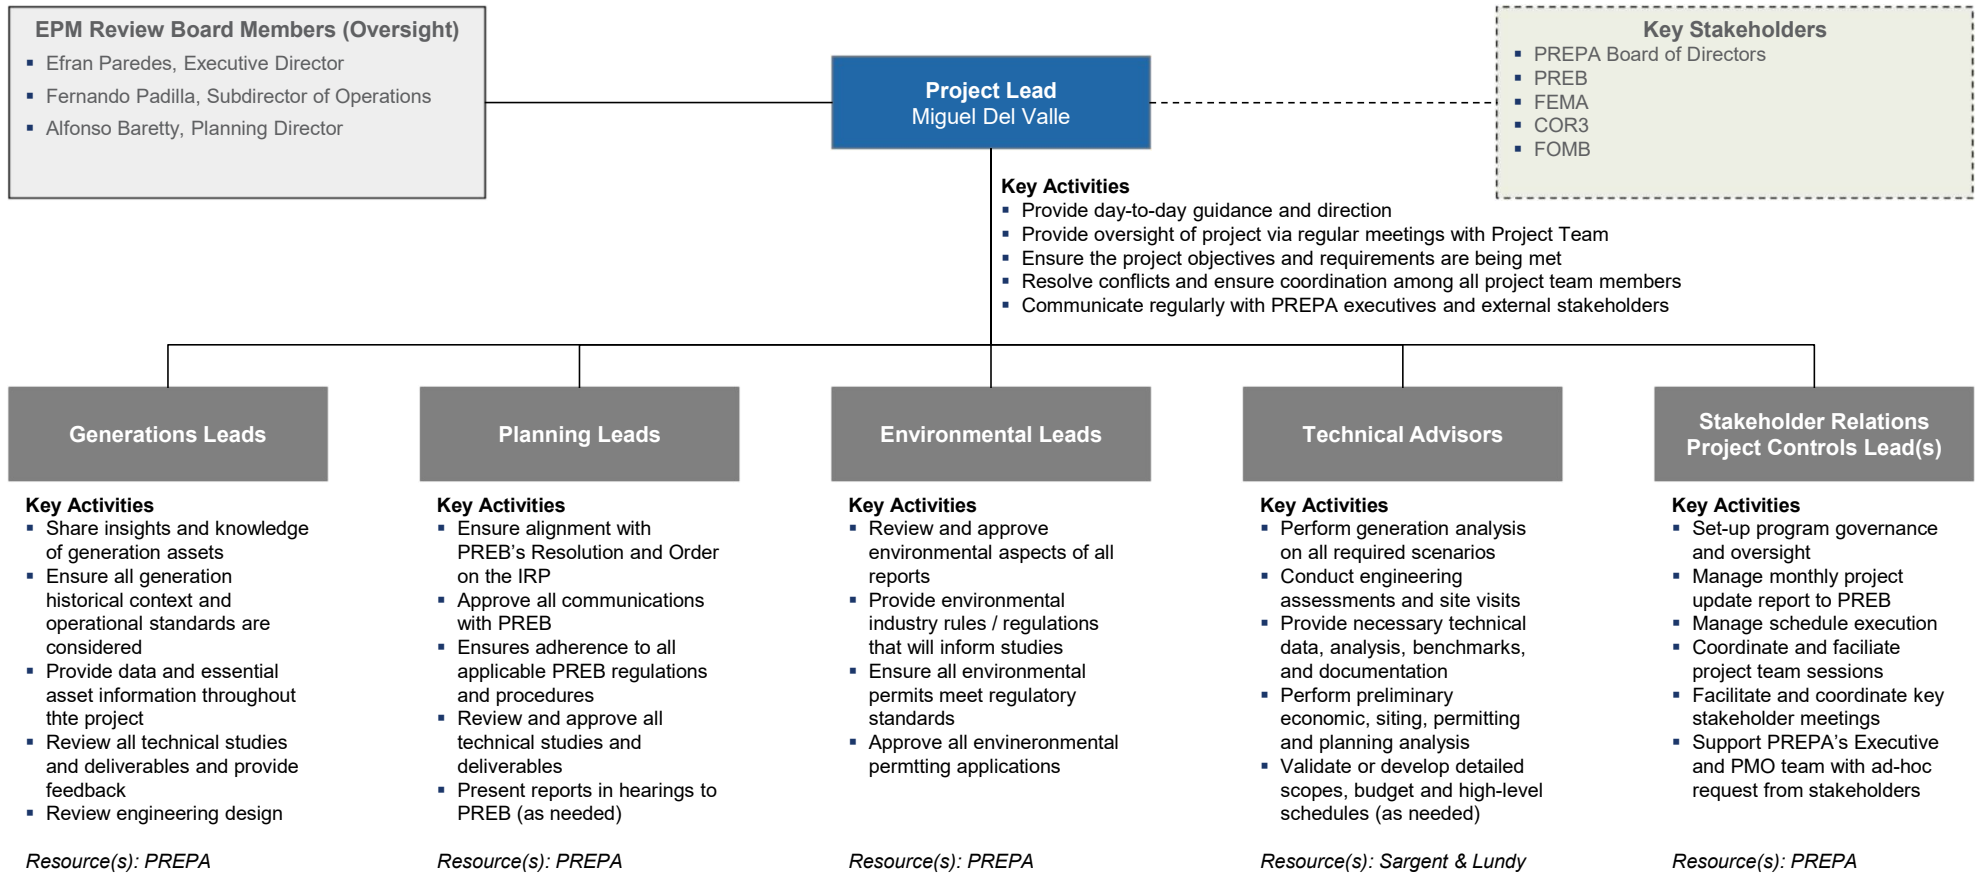 EPM Review Board Members (Oversight)
▪ Efran Paredes, Executive Director
▪ Fernando Padilla, Subdirector of Operations
▪ Alfonso Baretty, Planning Director
Project Lead
Miguel Del Valle
Key Stakeholders
▪ PREPA Board of Directors
▪ PREB
▪ FEMA
▪ COR3
▪ FOMB
Key Activities
▪ Provide day-to-day guidance and direction
▪ Provide oversight of project via regular meetings with Project Team
▪ Ensure the project objectives and requirements are being met
▪ Resolve conflicts and ensure coordination among all project team members
▪ Communicate regularly with PREPA executives and external stakeholders
Generations Leads
Key Activities
▪ Share insights and knowledge
of generation assets
▪ Ensure all generation
historical context and
operational standards are
considered
▪ Provide data and essential
asset information throughout
thte project
▪ Review all technical studies
and deliverables and provide
feedback
▪ Review engineering design
Resource(s): PREPA
Planning Leads
Key Activities
▪ Ensure alignment with
PREB’s Resolution and Order
on the IRP
▪ Approve all communications
with PREB
▪ Ensures adherence to all
applicable PREB regulations
and procedures
▪ Review and approve all
technical studies and
deliverables
▪ Present reports in hearings to
PREB (as needed)
Resource(s): PREPA
Environmental Leads
Key Activities
▪ Review and approve
environmental aspects of all
reports
▪ Provide environmental
industry rules / regulations
that will inform studies
▪ Ensure all environmental
permits meet regulatory
standards
▪ Approve all envineronmental
permtting applications
Resource(s): PREPA
Technical Advisors
Key Activities
▪ Perform generation analysis
on all required scenarios
▪ Conduct engineering
assessments and site visits
▪ Provide necessary technical
data, analysis, benchmarks,
and documentation
▪ Perform preliminary
economic, siting, permitting
and planning analysis
▪ Validate or develop detailed
scopes, budget and high-level
schedules (as needed)
Resource(s): Sargent & Lundy
Stakeholder Relations
Project Controls Lead(s)
Key Activities
▪ Set-up program governance
and oversight
▪ Manage monthly project
update report to PREB
▪ Manage schedule execution
▪ Coordinate and faciliate
project team sessions
▪ Facilitate and coordinate key
stakeholder meetings
▪ Support PREPA’s Executive
and PMO team with ad-hoc
request from stakeholders
Resource(s): PREPA